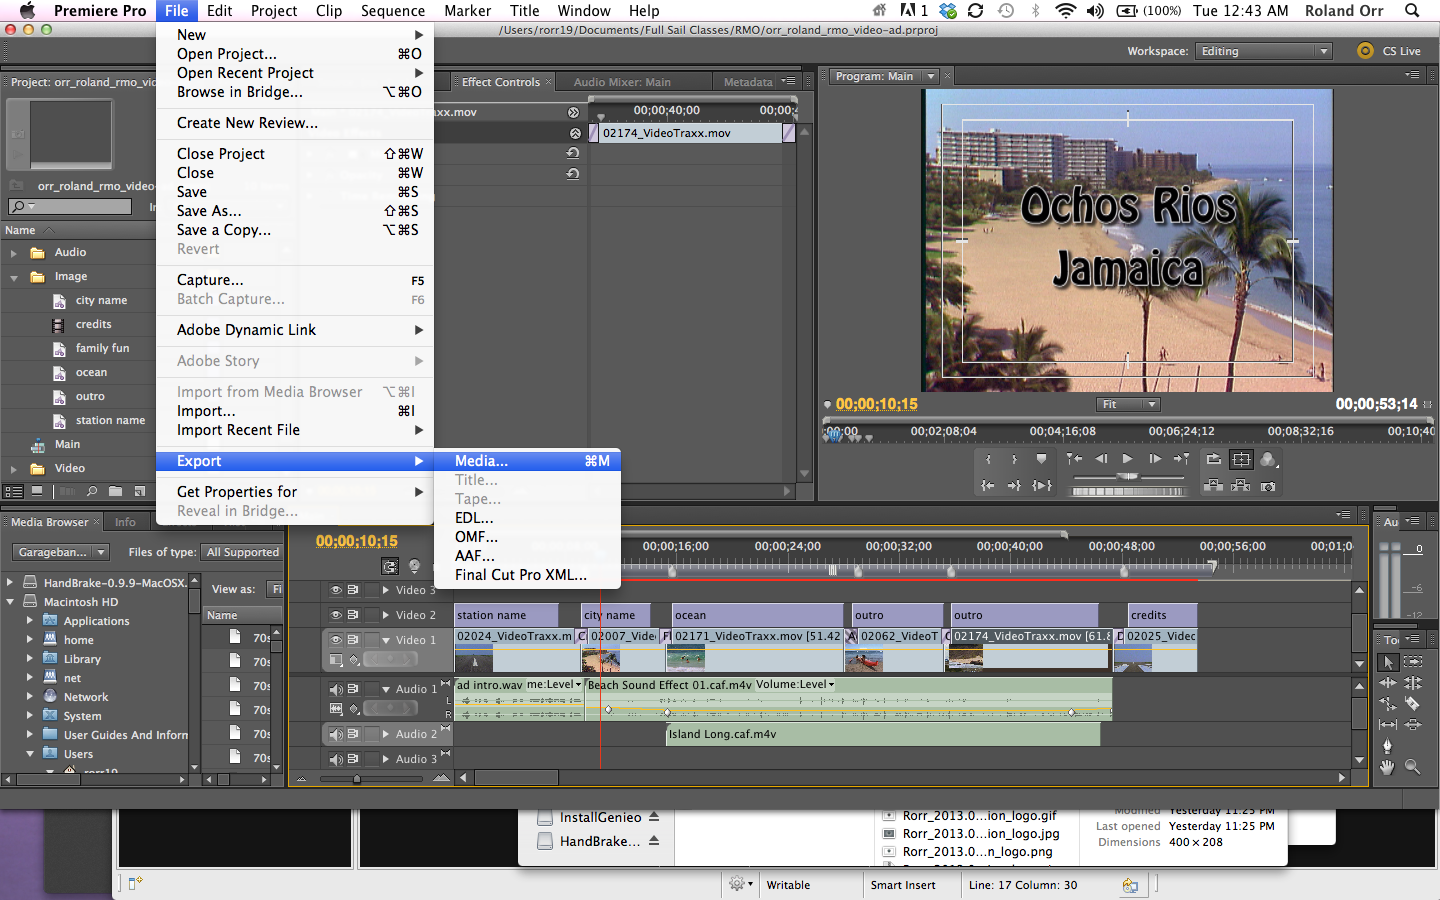 Premiere Pro File Edit Project Clip Sequence Marker Title Window Help 1 (100%) Tue 12:43 AM Roland Orr
/Users/rorr19/Documents/Full Sail Classes/RMO/orr_roland_rmo_video-ad.prproj
Workspace: Editing CS Live
New
Open Project... ⌘O
Open Recent Project
Browse in Bridge... ⌥⌘O
Create New Review...
Close Project ⇧⌘W
Close ⌘W
Save ⌘S
Save As... ⇧⌘S
Save a Copy... ⌥⌘S
Revert
Capture... F5
Batch Capture... F6
Adobe Dynamic Link
Adobe Story
Import from Media Browser ⌥⌘I
Import... ⌘I
Import Recent File
Export
Get Properties for
Reveal in Bridge...
Media... ⌘M
Title...
Tape...
EDL...
OMF...
AAF...
Final Cut Pro XML...
Project: orr_roland_rmo_vid
orr_roland_rmo_video-
Name
Audio
Image
city name
credits
family fun
ocean
outro
station name
Main
Video
Effect Controls Audio Mixer: Main Metadata
axx.mov 00;00;40;00 00;00;
02174_VideoTraxx.mov
Program: Main
Ochos Rios
Jamaica
00;00;10;15 Fit 00;00;53;14
;00;00 00;02;08;04 00;04;16;08 00;06;24;12 00;08;32;16 00;10;40
Media Browser Info
Garageban... Files of type: All Supported
HandBrake-0.9.9-MacOSX. View as: Fi
Macintosh HD
Applications Name
home 70s
Library 70s
net 70s
Network 70s
System 70s
User Guides And Inforn 70s
Users 70s
rorr19
00;00;10;15
00;00;16;00 00;00;24;00 00;00;32;00 00;00;40;00 00;00;48;00 00;00;56;00 00;01;0
Video 3
Video 2 station name city name ocean outro outro credits
Video 1 02024_VideoTraxx.m 02007_Vide 02171_VideoTraxx.mov [51.42 02062_VideoT 02174_VideoTraxx.mov [61.8 02025_Videc
Audio 1 ad intro.wav me:Level Beach Sound Effect 01.caf.m4v Volume:Level
L
R
Audio 2 Island Long.caf.m4v
Audio 3
Au
0
-6
-12
Too
InstallGenieo
HandBrake...
Rorr_2013.0...ion_logo.gif
Rorr_2013.0...ion_logo.jpg
Rorr_2013.0...n_logo.png
Modified Yesterday 11:25 PM
Last opened Yesterday 11:25 PM
Dimensions 400 × 208
Writable Smart Insert Line: 17 Column: 30